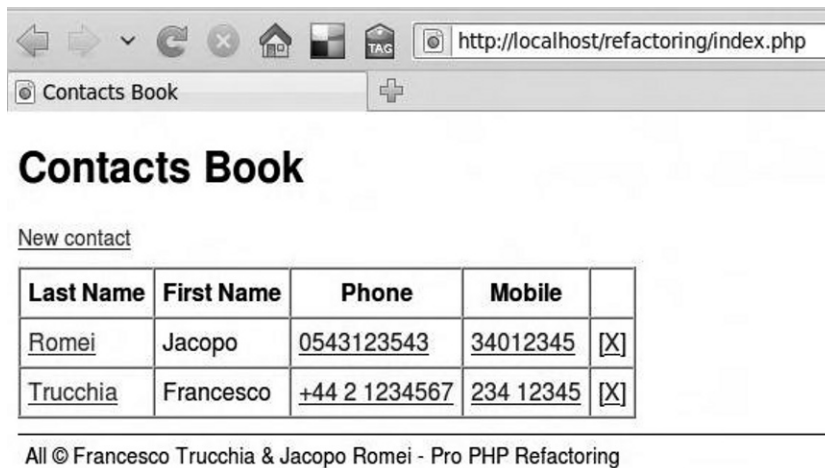 TAG
http://localhost/refactoring/index.php
Contacts Book
Contacts Book
New contact
Last Name First Name Phone Mobile
Romei Jacopo 0543123543 34012345 [X]
Trucchia Francesco +44 2 1234567 234 12345 [X]
All © Francesco Trucchia & Jacopo Romei - Pro PHP Refactoring